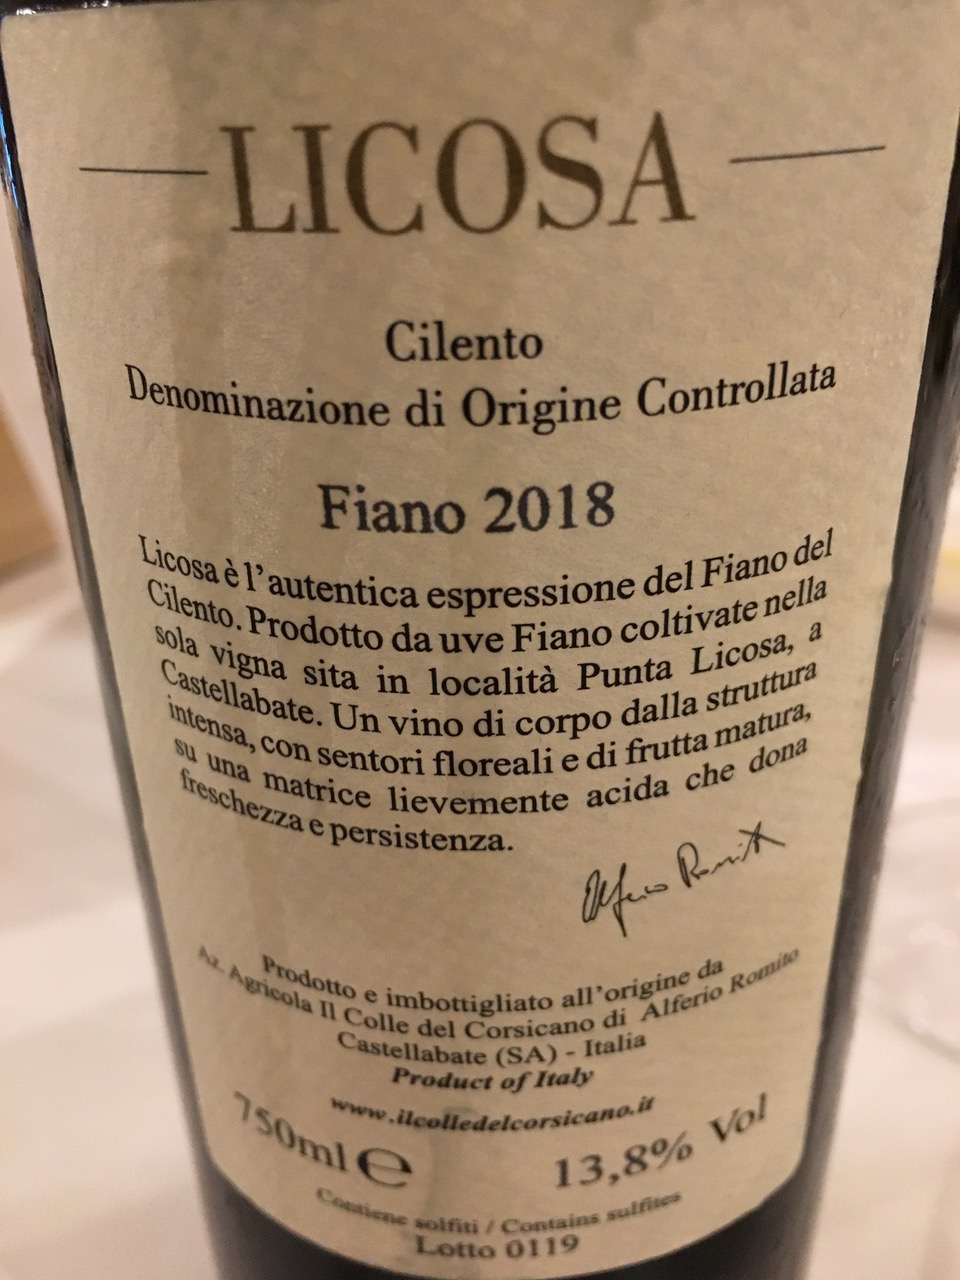 LICOSA
Cilento
Denominazione di Origine Controllata
Fiano 2018
Licosa è l'autentica espressione del Fiano del
Cilento. Prodotto da uve Fiano coltivate nella
sola vigna sita in località Punta Licosa, a
Castellabate. Un vino di corpo dalla struttura
intensa, con sentori floreali e di frutta matura,
su una matrice lievemente acida che dona
freschezza e persistenza.
Alferio Romito
Prodotto e imbottigliato all'origine da
Az. Agricola Il Colle del Corsicano di Alferio Romito
Castellabate (SA) - Italia
Product of Italy
www.ilcolledelcorsicano.it
750ml e 13,8% Vol
Contiene solfiti / Contains sulfites
Lotto 0119